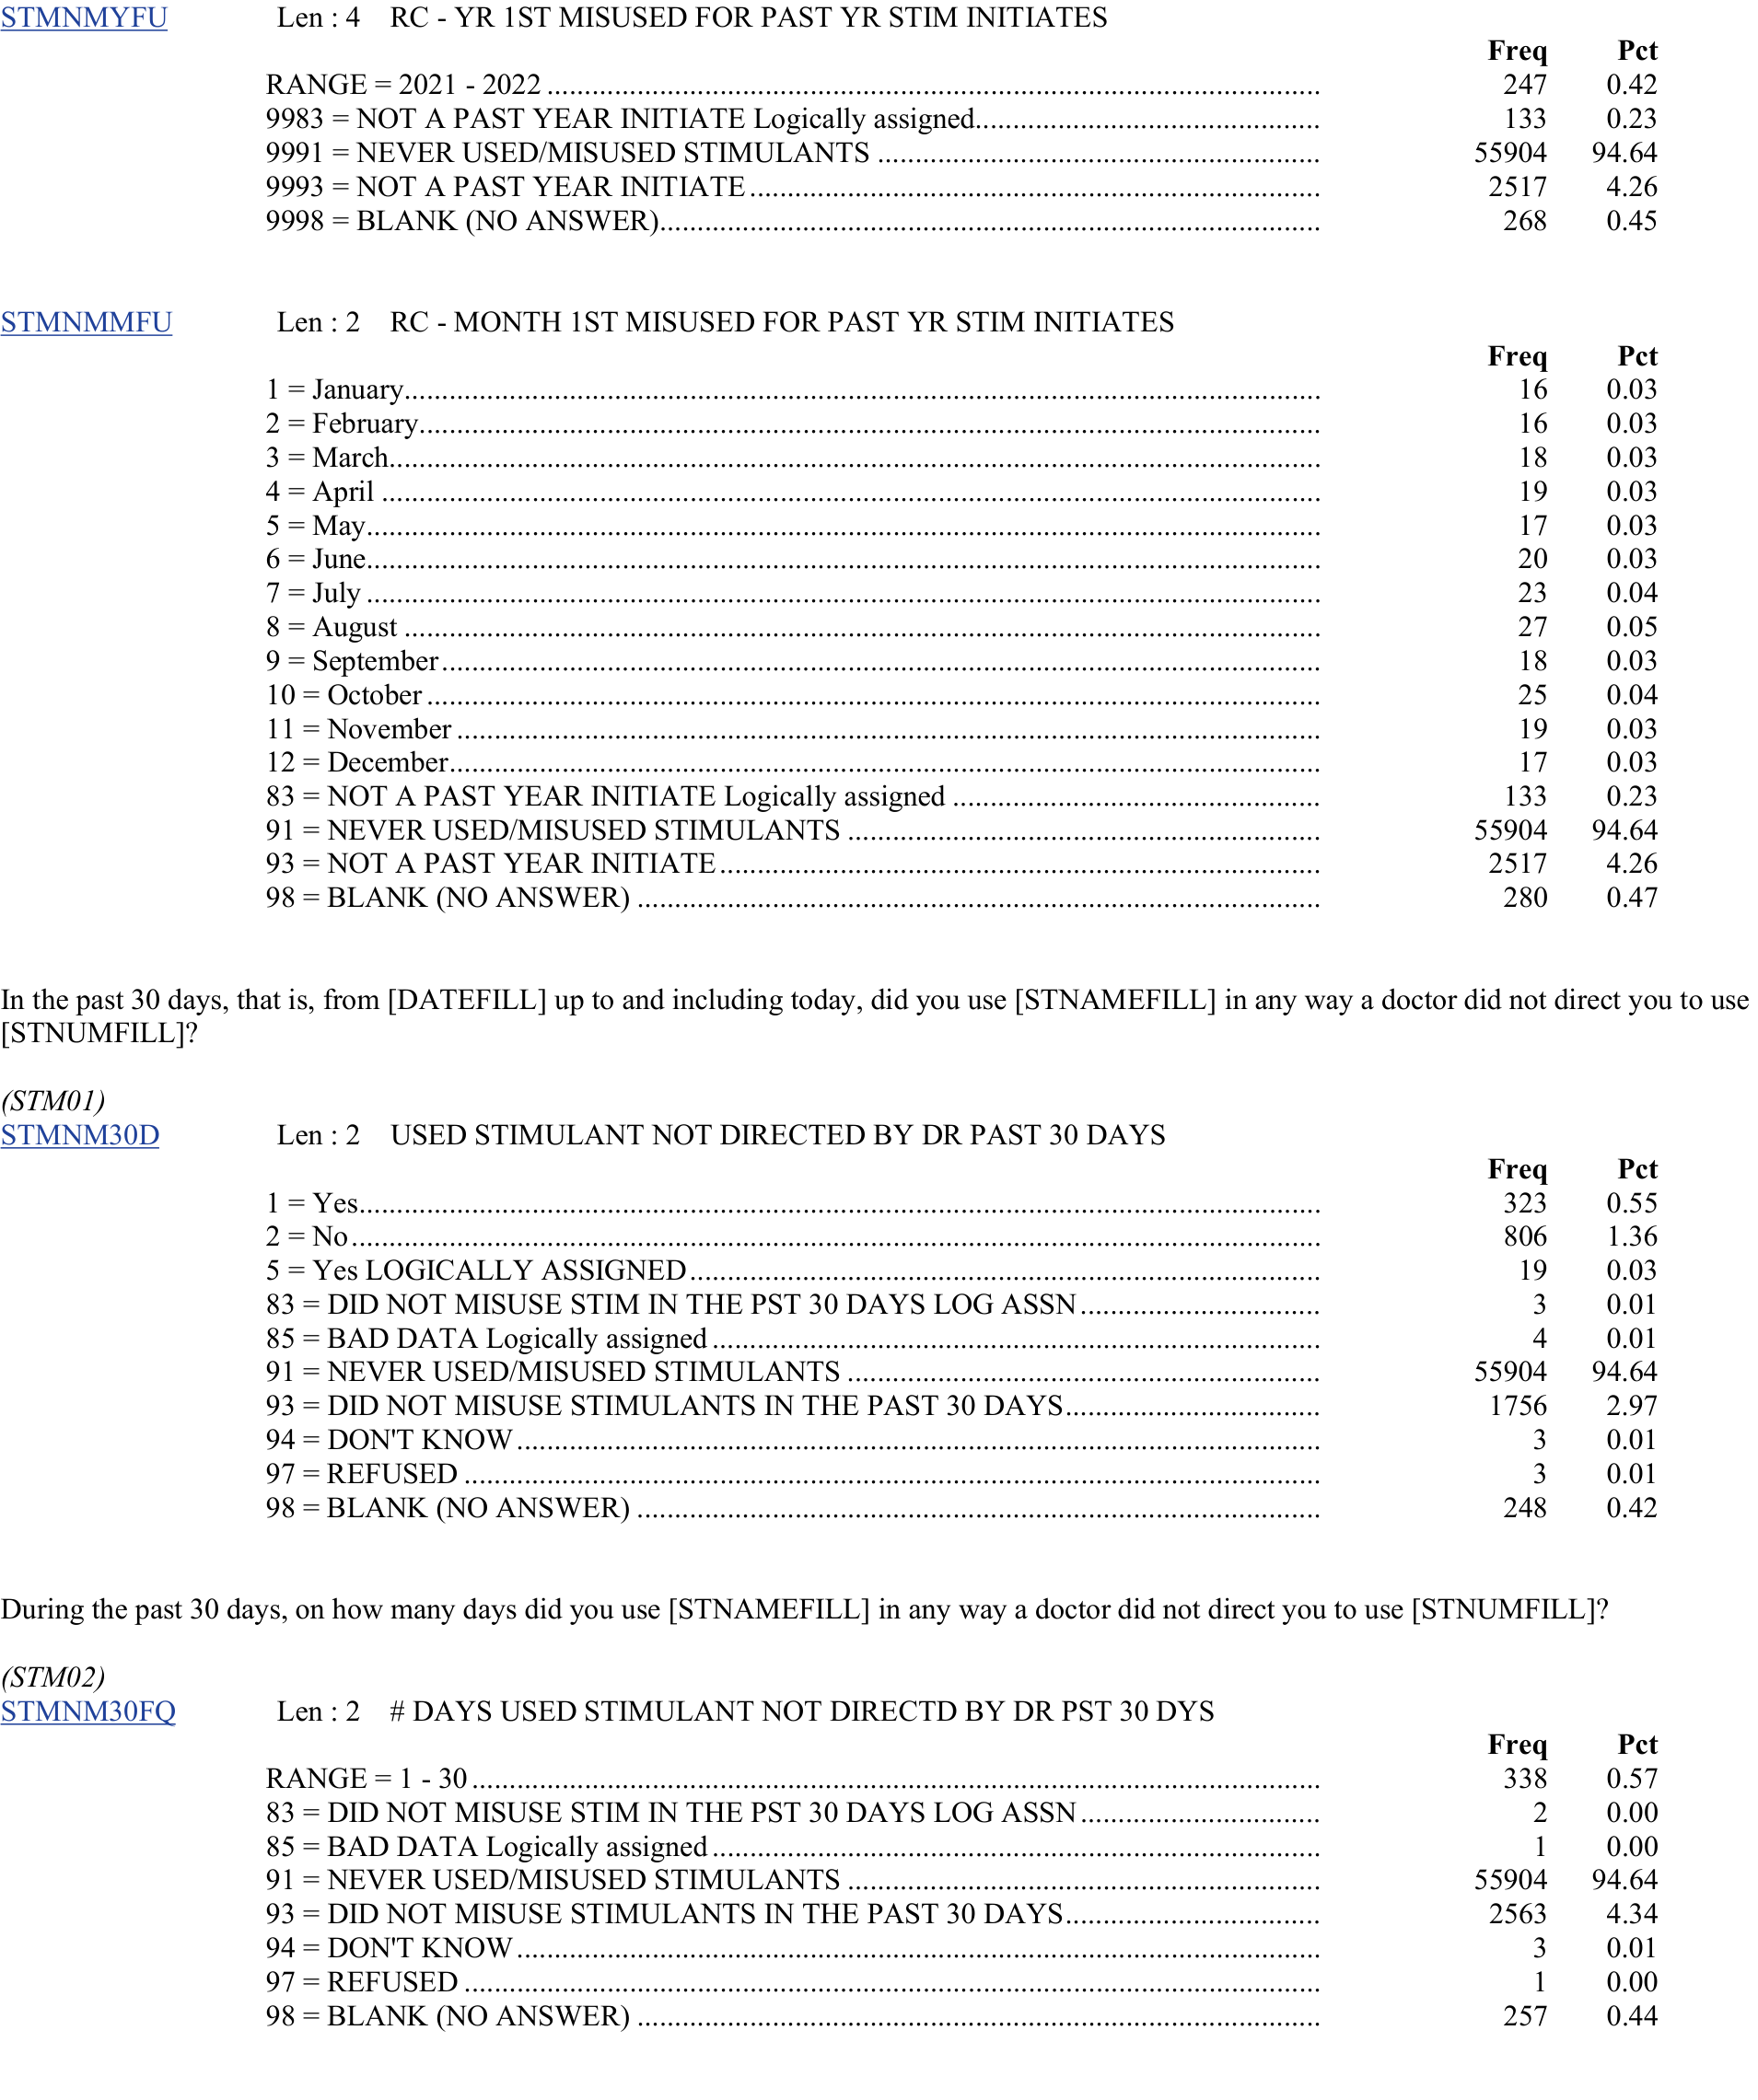 STMNMYFU Len : 4 RC - YR 1ST MISUSED FOR PAST YR STIM INITIATES
Freq Pct
RANGE = 2021 - 2022 ........ 247 0.42
9983 = NOT A PAST YEAR INITIATE Logically assigned........ 133 0.23
9991 = NEVER USED/MISUSED STIMULANTS ........ 55904 94.64
9993 = NOT A PAST YEAR INITIATE ........ 2517 4.26
9998 = BLANK (NO ANSWER)........ 268 0.45
STMNMMFU Len : 2 RC - MONTH 1ST MISUSED FOR PAST YR STIM INITIATES
Freq Pct
1 = January........ 16 0.03
2 = February........ 16 0.03
3 = March........ 18 0.03
4 = April ........ 19 0.03
5 = May........ 17 0.03
6 = June........ 20 0.03
7 = July ........ 23 0.04
8 = August ........ 27 0.05
9 = September ........ 18 0.03
10 = October ........ 25 0.04
11 = November ........ 19 0.03
12 = December........ 17 0.03
83 = NOT A PAST YEAR INITIATE Logically assigned ........ 133 0.23
91 = NEVER USED/MISUSED STIMULANTS ........ 55904 94.64
93 = NOT A PAST YEAR INITIATE ........ 2517 4.26
98 = BLANK (NO ANSWER) ........ 280 0.47
In the past 30 days, that is, from [DATEFILL] up to and including today, did you use [STNAMEFILL] in any way a doctor did not direct you to use
[STNUMFILL]?
(STM01)
STMNM30D Len : 2 USED STIMULANT NOT DIRECTED BY DR PAST 30 DAYS
Freq Pct
1 = Yes........ 323 0.55
2 = No ........ 806 1.36
5 = Yes LOGICALLY ASSIGNED ........ 19 0.03
83 = DID NOT MISUSE STIM IN THE PST 30 DAYS LOG ASSN ........ 3 0.01
85 = BAD DATA Logically assigned ........ 4 0.01
91 = NEVER USED/MISUSED STIMULANTS ........ 55904 94.64
93 = DID NOT MISUSE STIMULANTS IN THE PAST 30 DAYS ........ 1756 2.97
94 = DON'T KNOW ........ 3 0.01
97 = REFUSED ........ 3 0.01
98 = BLANK (NO ANSWER) ........ 248 0.42
During the past 30 days, on how many days did you use [STNAMEFILL] in any way a doctor did not direct you to use [STNUMFILL]?
(STM02)
STMNM30FQ Len : 2 # DAYS USED STIMULANT NOT DIRECTD BY DR PST 30 DYS
Freq Pct
RANGE = 1 - 30 ........ 338 0.57
83 = DID NOT MISUSE STIM IN THE PST 30 DAYS LOG ASSN ........ 2 0.00
85 = BAD DATA Logically assigned ........ 1 0.00
91 = NEVER USED/MISUSED STIMULANTS ........ 55904 94.64
93 = DID NOT MISUSE STIMULANTS IN THE PAST 30 DAYS ........ 2563 4.34
94 = DON'T KNOW ........ 3 0.01
97 = REFUSED ........ 1 0.00
98 = BLANK (NO ANSWER) ........ 257 0.44